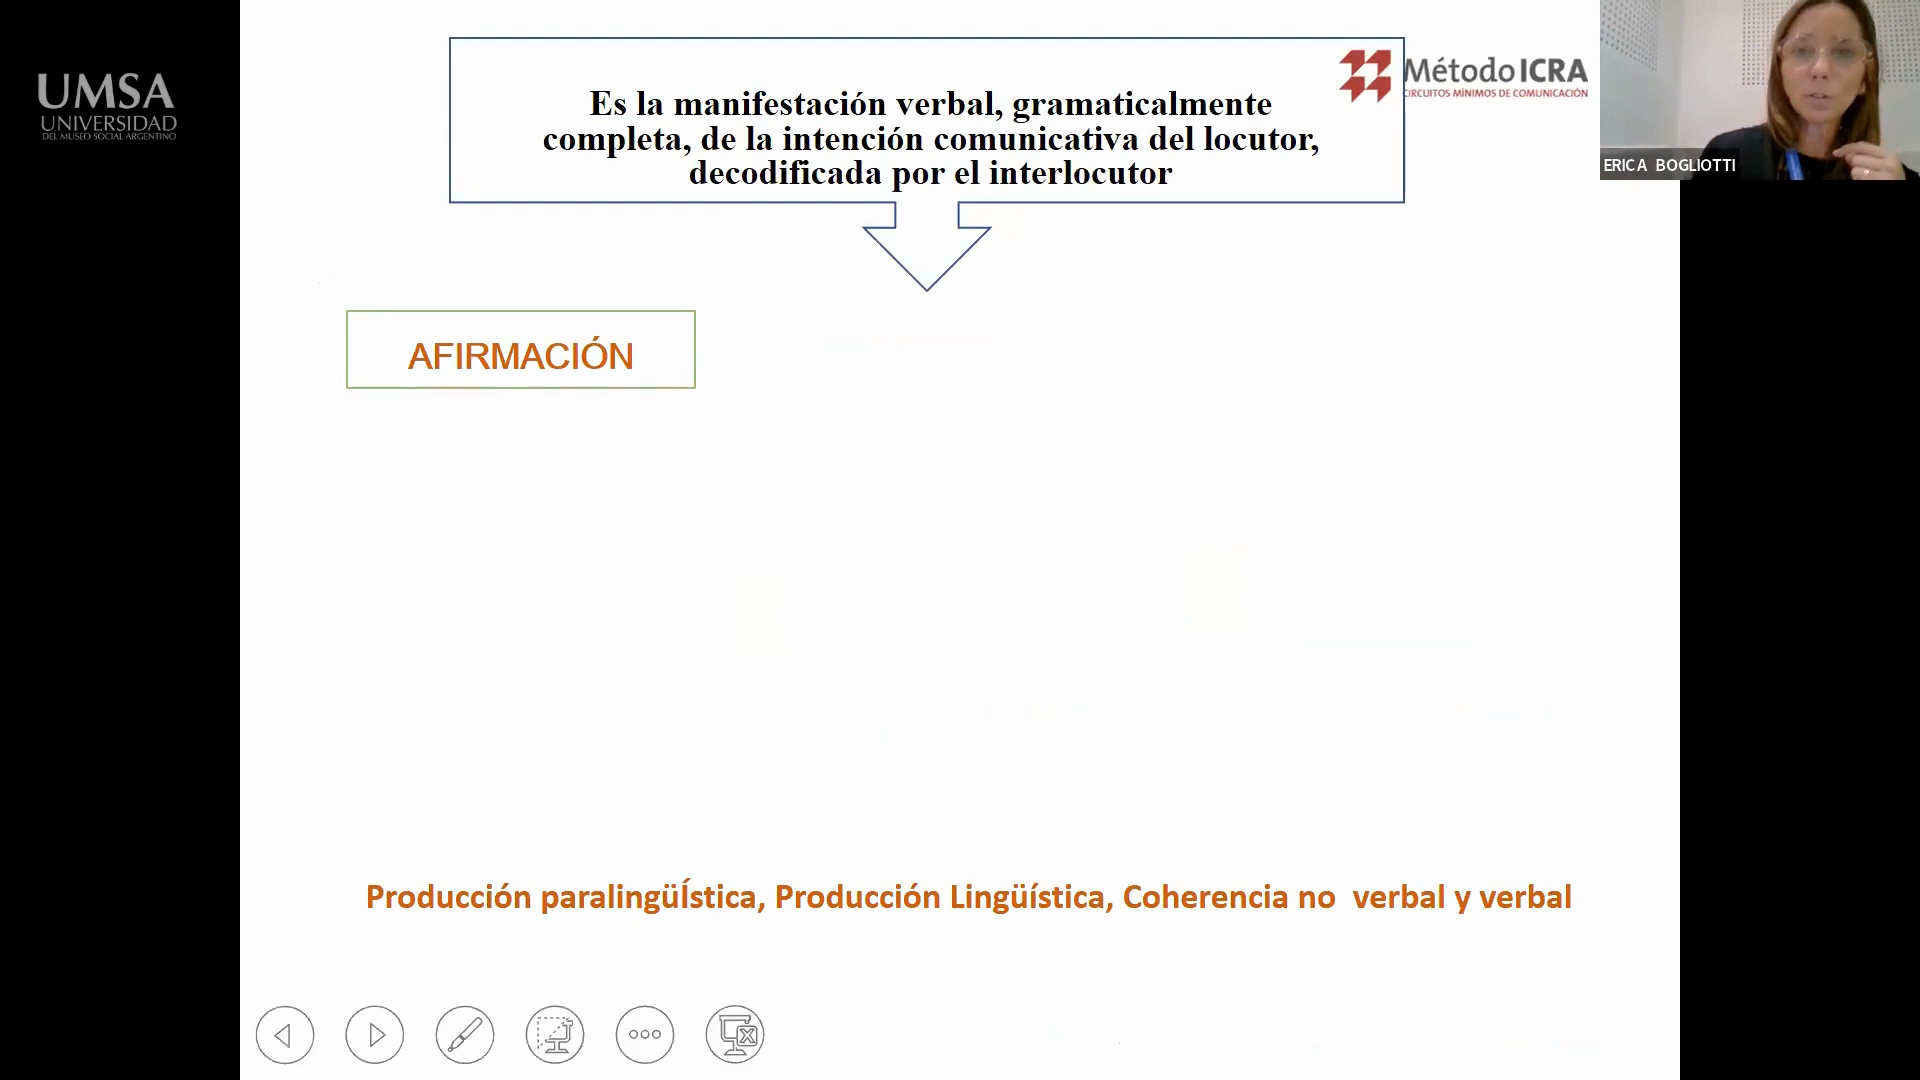 UMSA
UNIVERSIDAD
DEL MUSEO SOCIAL ARGENTINO
Es la manifestación verbal, gramaticalmente
completa, de la intención comunicativa del locutor,
decodificada por el interlocutor
MétodoICRA
CIRCUITOS MÍNIMOS DE COMUNICACIÓN
ERICA BOGLIOTTI
AFIRMACIÓN
Producción paralingüÍstica, Producción Lingüística, Coherencia no verbal y verbal